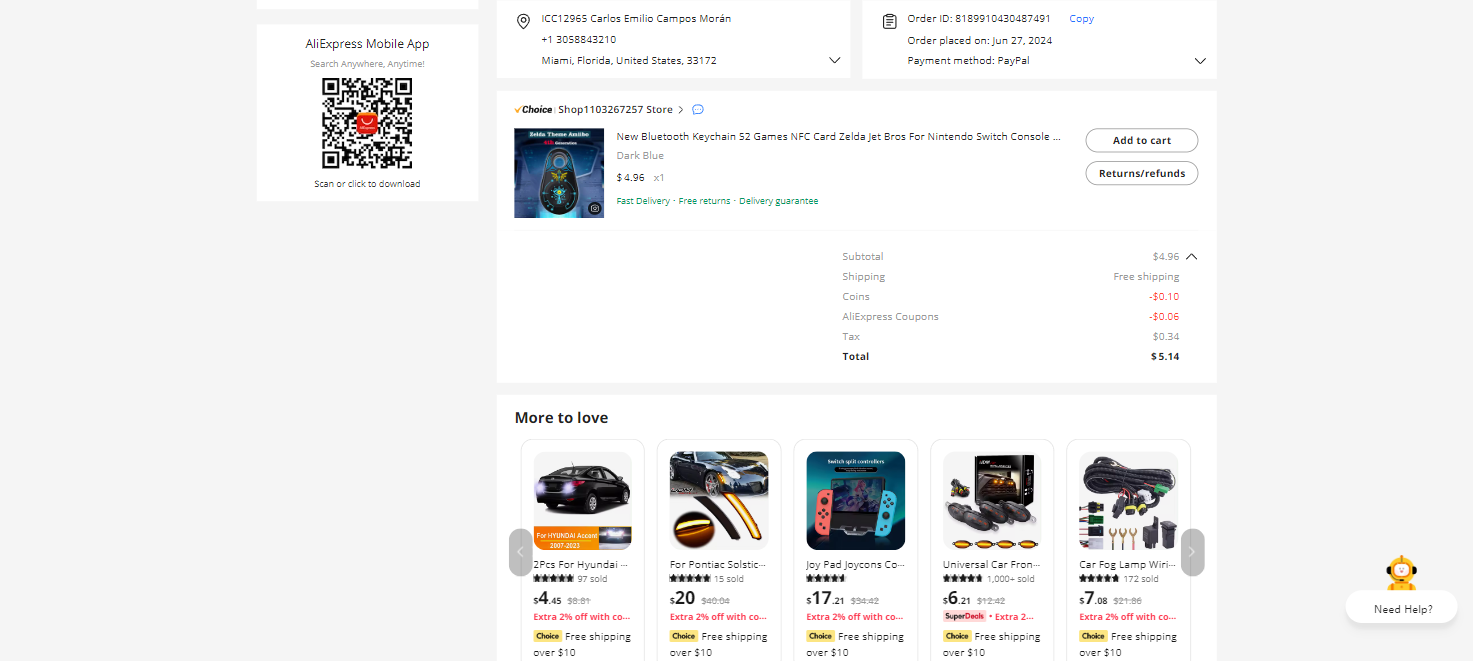 AliExpress Mobile App
Search Anywhere, Anytime!
AliExpress
Scan or click to download
ICC12965 Carlos Emilio Campos Morán
+1 3058843210
Miami, Florida, United States, 33172
Order ID: 8189910430487491 Copy
Order placed on: Jun 27, 2024
Payment method: PayPal
Choice Shop1103267257 Store
Zelda Theme Amiibo
New Bluetooth Keychain 52 Games NFC Card Zelda Jet Bros For Nintendo Switch Console ...
Dark Blue
$ 4.96 x1
Fast Delivery · Free returns · Delivery guarantee
Add to cart
Returns/refunds
Subtotal $4.96
Shipping Free shipping
Coins -$0.10
AliExpress Coupons -$0.06
Tax $0.34
Total $ 5.14
More to love
For HYUNDAI Accent
2007-2023
2Pcs For Hyundai ...
97 sold
$4.45 $8.81
Extra 2% off with co...
Choice Free shipping
over $10
For Pontiac Solstic...
15 sold
$20 $40.04
Extra 2% off with co...
Choice Free shipping
over $10
Switch split controllers
Joy Pad Joycons Co...
$17.21 $34.42
Extra 2% off with co...
Choice Free shipping
over $10
Universal Car Fron...
1,000+ sold
$6.21 $12.42
SuperDeals • Extra 2...
Choice Free shipping
over $10
Car Fog Lamp Wiri...
172 sold
$7.08 $21.86
Extra 2% off with co...
Choice Free shipping
over $10
Need Help?